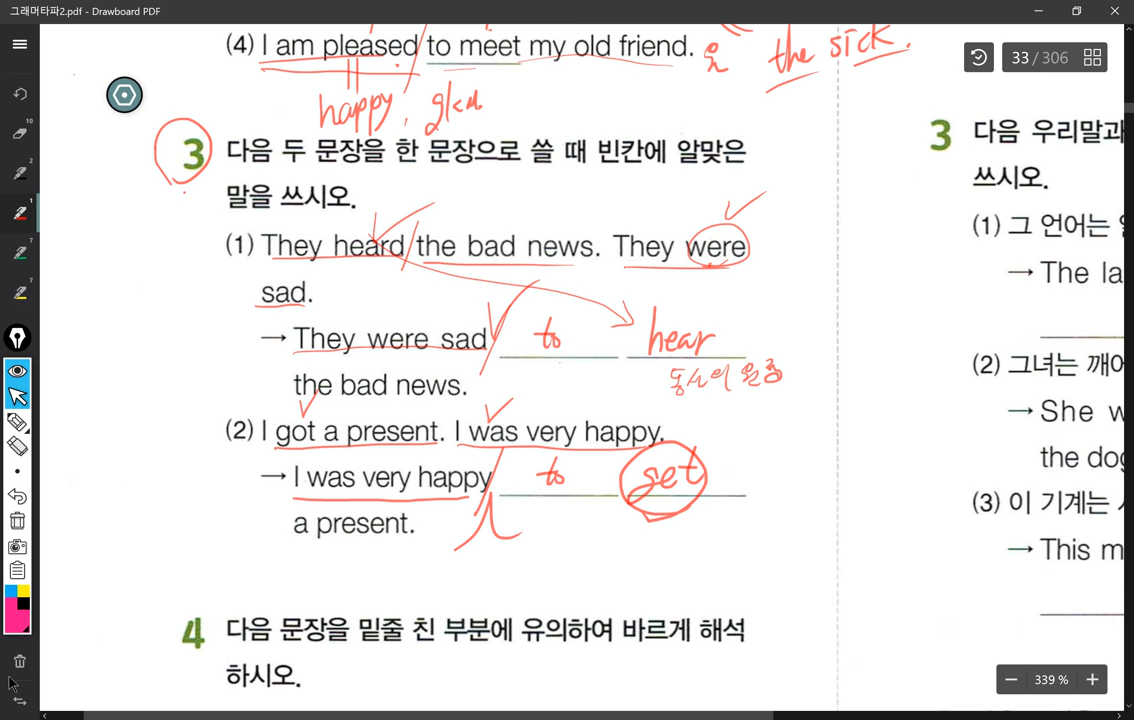 그래머타파2.pdf - Drawboard PDF
(4) I am pleased to meet my old friend.
the sick.
33 / 306
happy,
3 다음 두 문장을 한 문장으로 쓸 때 빈칸에 알맞은
말을 쓰시오.
(1) They heard the bad news. They were
sad.
→ They were sad to hear
the bad news.
동사의 원형
(2) I got a present. I was very happy.
→ I was very happy to get
a present.
4 다음 문장을 밑줄 친 부분에 유의하여 바르게 해석
하시오.
3 다음 우리말과
쓰시오.
(1) 그 언어는
→ The la
(2) 그녀는 깨어
→ She w
the dog
(3) 이 기계는
→ This m
339 %
10
2
1
7
7